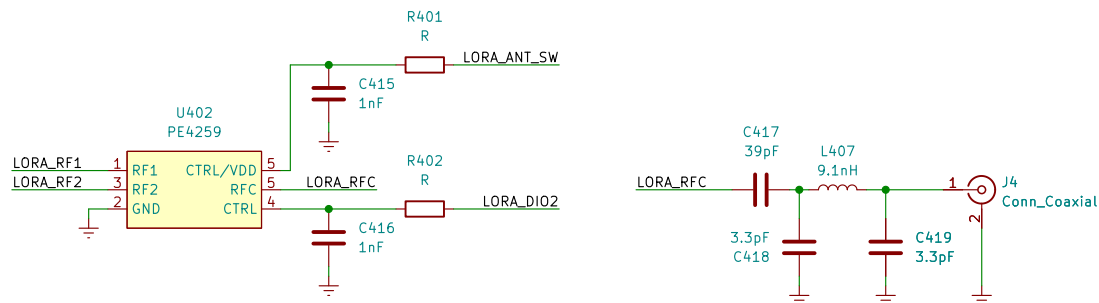 R401
R
LORA_ANT_SW
C415
1nF
U402
PE4259
LORA_RF1
1
RF1
CTRL/VDD
5
LORA_RF2
3
RF2
RFC
5
LORA_RFC
2
GND
CTRL
4
R402
R
LORA_DIO2
C416
1nF
LORA_RFC
C417
39pF
L407
9.1nH
1
J4
Conn_Coaxial
2
3.3pF
C418
C419
3.3pF